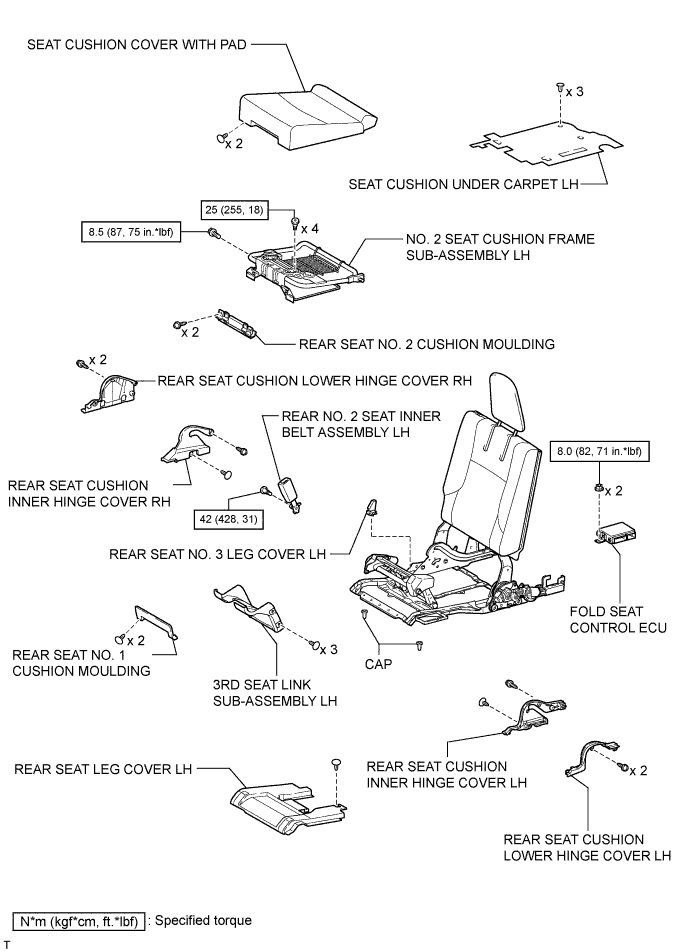 SEAT CUSHION COVER WITH PAD
x 3
x 2
SEAT CUSHION UNDER CARPET LH
25 (255, 18)
8.5 (87, 75 in.*lbf)
x 4
NO. 2 SEAT CUSHION FRAME
SUB-ASSEMBLY LH
x 2
REAR SEAT NO. 2 CUSHION MOULDING
x 2
REAR SEAT CUSHION LOWER HINGE COVER RH
REAR NO. 2 SEAT INNER
BELT ASSEMBLY LH
8.0 (82, 71 in.*lbf)
x 2
REAR SEAT CUSHION
INNER HINGE COVER RH
42 (428, 31)
REAR SEAT NO. 3 LEG COVER LH
FOLD SEAT
CONTROL ECU
x 2
REAR SEAT NO. 1
CUSHION MOULDING
x 3
3RD SEAT LINK
SUB-ASSEMBLY LH
CAP
REAR SEAT CUSHION
INNER HINGE COVER LH
REAR SEAT LEG COVER LH
x 2
REAR SEAT CUSHION
LOWER HINGE COVER LH
N*m (kgf*cm, ft.*lbf) : Specified torque
T